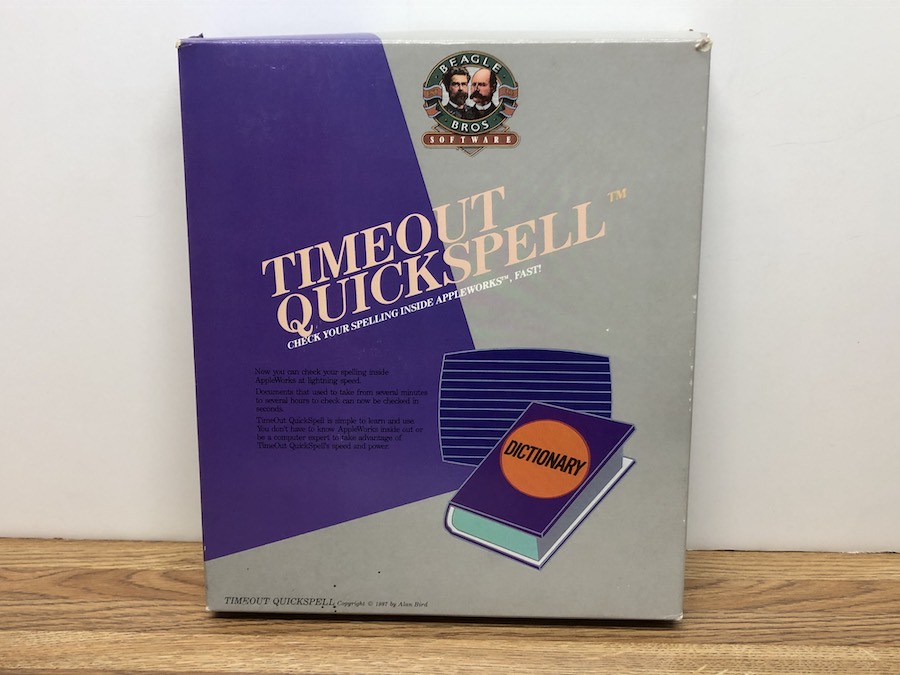 BEAGLE
BROS
SOFTWARE
TIMEOUT
QUICKSPELL™
CHECK YOUR SPELLING INSIDE APPLEWORKS™, FAST!
Now you can check your spelling inside
AppleWorks at lightning speed.
Documents that used to take from several minutes
to several hours to check can now be checked in
seconds.
TimeOut QuickSpell is simple to learn and use.
You don't have to know AppleWorks inside out or
be a computer expert to take advantage of
TimeOut QuickSpell's speed and power.
DICTIONARY
TIMEOUT QUICKSPELL Copyright © 1987 by Alan Bird